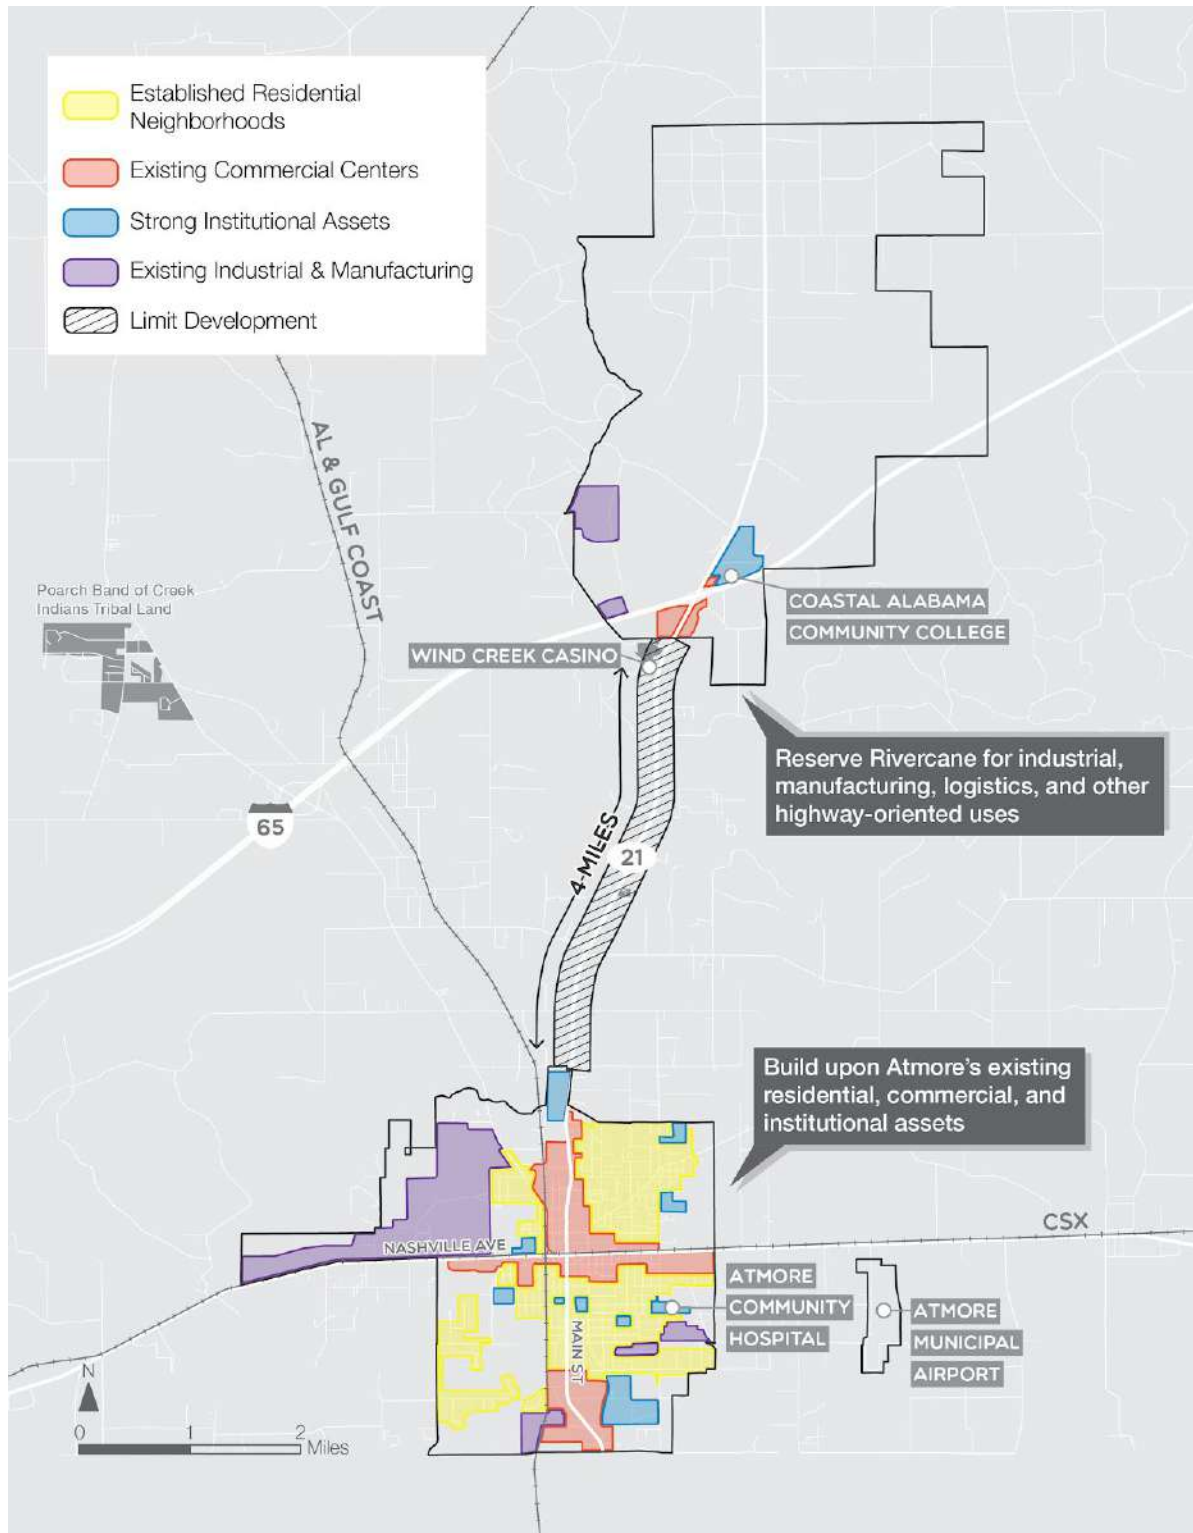 Established Residential
Neighborhoods
Existing Commercial Centers
Strong Institutional Assets
Existing Industrial & Manufacturing
Limit Development
AL & GULF COAST
Poarch Band of Creek
Indians Tribal Land
COASTAL ALABAMA
COMMUNITY COLLEGE
WIND CREEK CASINO
Reserve Rivercane for industrial,
manufacturing, logistics, and other
highway-oriented uses
65
4-MILES
21
Build upon Atmore’s existing
residential, commercial, and
institutional assets
CSX
NASHVILLE AVE
ATMORE
COMMUNITY
HOSPITAL
ATMORE
MUNICIPAL
AIRPORT
MAIN ST
N
0 1 2
Miles